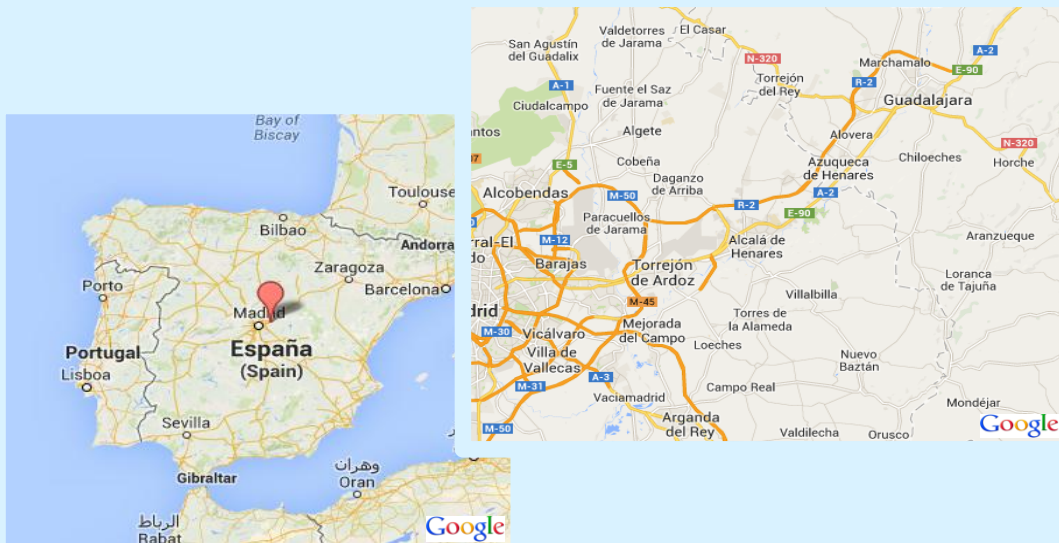 Bay of
Biscay
Toulouse
Bilbao
Andorra
Zaragoza
Barcelona
Porto
Madrid
Portugal
España
(Spain)
Lisboa
Sevilla
Gibraltar
وهران
Oran
الرباط
Rabat
Google
Valdetorres
de Jarama
El Casar
San Agustín
del Guadalix
N-320
A-2
Marchamalo
E-90
A-1
Fuente el Saz
de Jarama
Torrejón
del Rey
R-2
Guadalajara
Ciudalcampo
Algete
Alovera
N-320
Chiloeches
Horche
E-5
Cobeña
Azuqueca
de Henares
Daganzo
de Arriba
A-2
Alcobendas
M-50
R-2
E-90
Paracuellos
de Jarama
M-12
Alcalá de
Henares
Aranzueque
Barajas
Torrejón
de Ardoz
Loranca
de Tajuña
Villalbilla
M-45
Torres de
la Alameda
M-30
Vicálvaro
Mejorada
del Campo
Loeches
Villa de
Vallecas
Nuevo
Baztán
A-3
M-31
Campo Real
Vaciamadrid
Mondéjar
Arganda
del Rey
M-50
Valdilecha
Orusco
Google